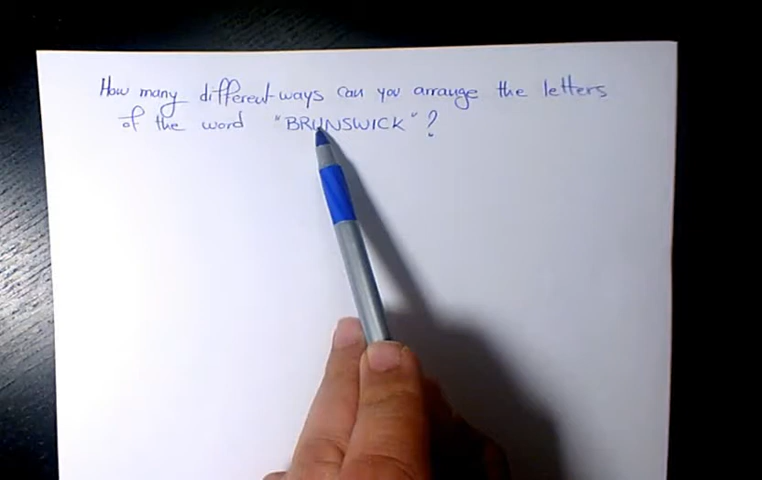 How many different ways can you arrange the letters
of the word "BRUNSWICK"?